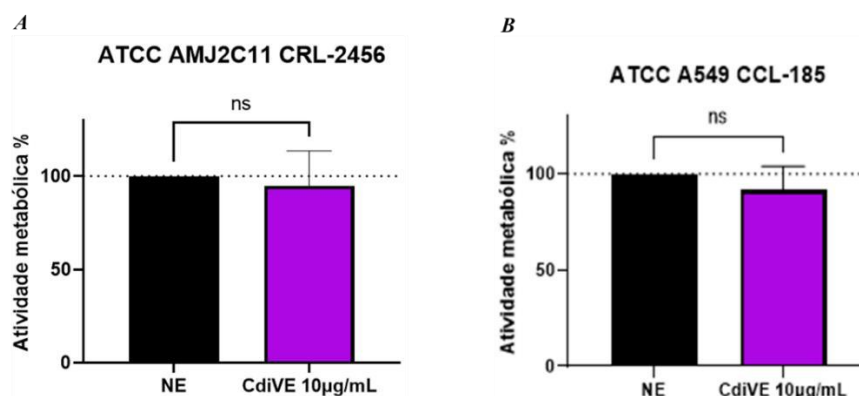 A
ATCC AMJ2C11 CRL-2456
ns
Atividade metabólica %
100
50
0
NE
CdiVE 10µg/mL
B
ATCC A549 CCL-185
ns
Atividade metabólica %
100
50
0
NE
CdiVE 10µg/mL